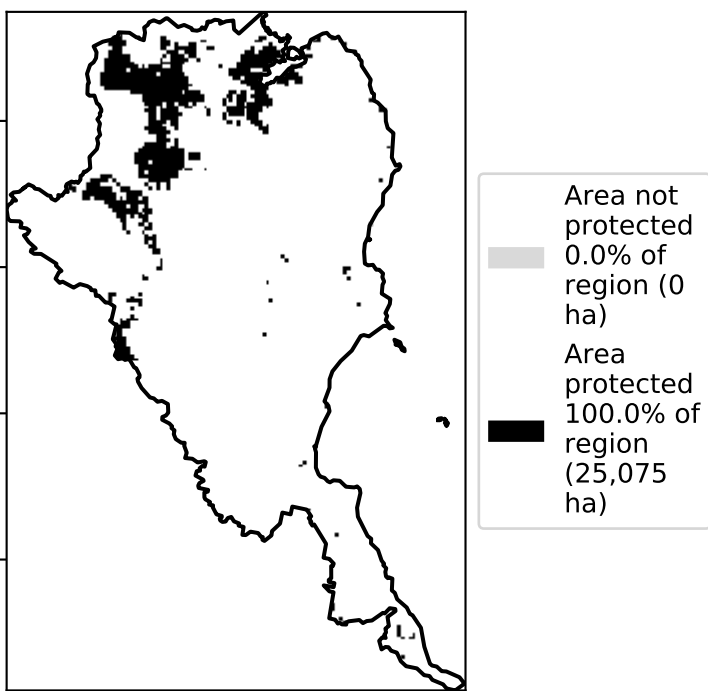 Area not
protected
0.0% of
region (0
ha)
Area
protected
100.0% of
region
(25,075
ha)